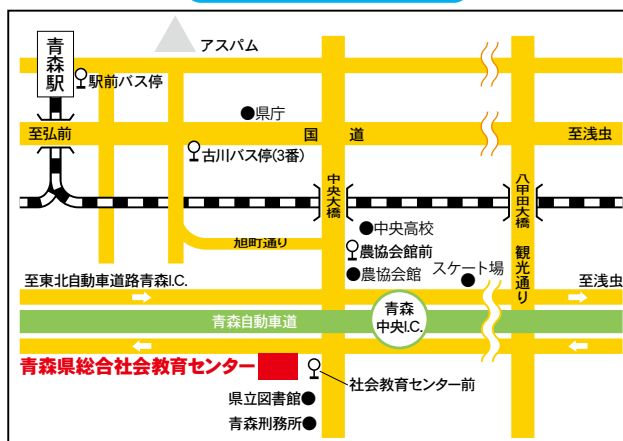 青森駅
アスパム
駅前バス停
県庁
至弘前
国道
至浅虫
古川バス停(3番)
中央大橋
八甲田大橋
観光通り
中央高校
旭町通り
農協会館前
農協会館
スケート場
至東北自動車道路青森I.C.
至浅虫
青森自動車道
青森
中央I.C.
青森県総合社会教育センター
社会教育センター前
県立図書館
青森刑務所